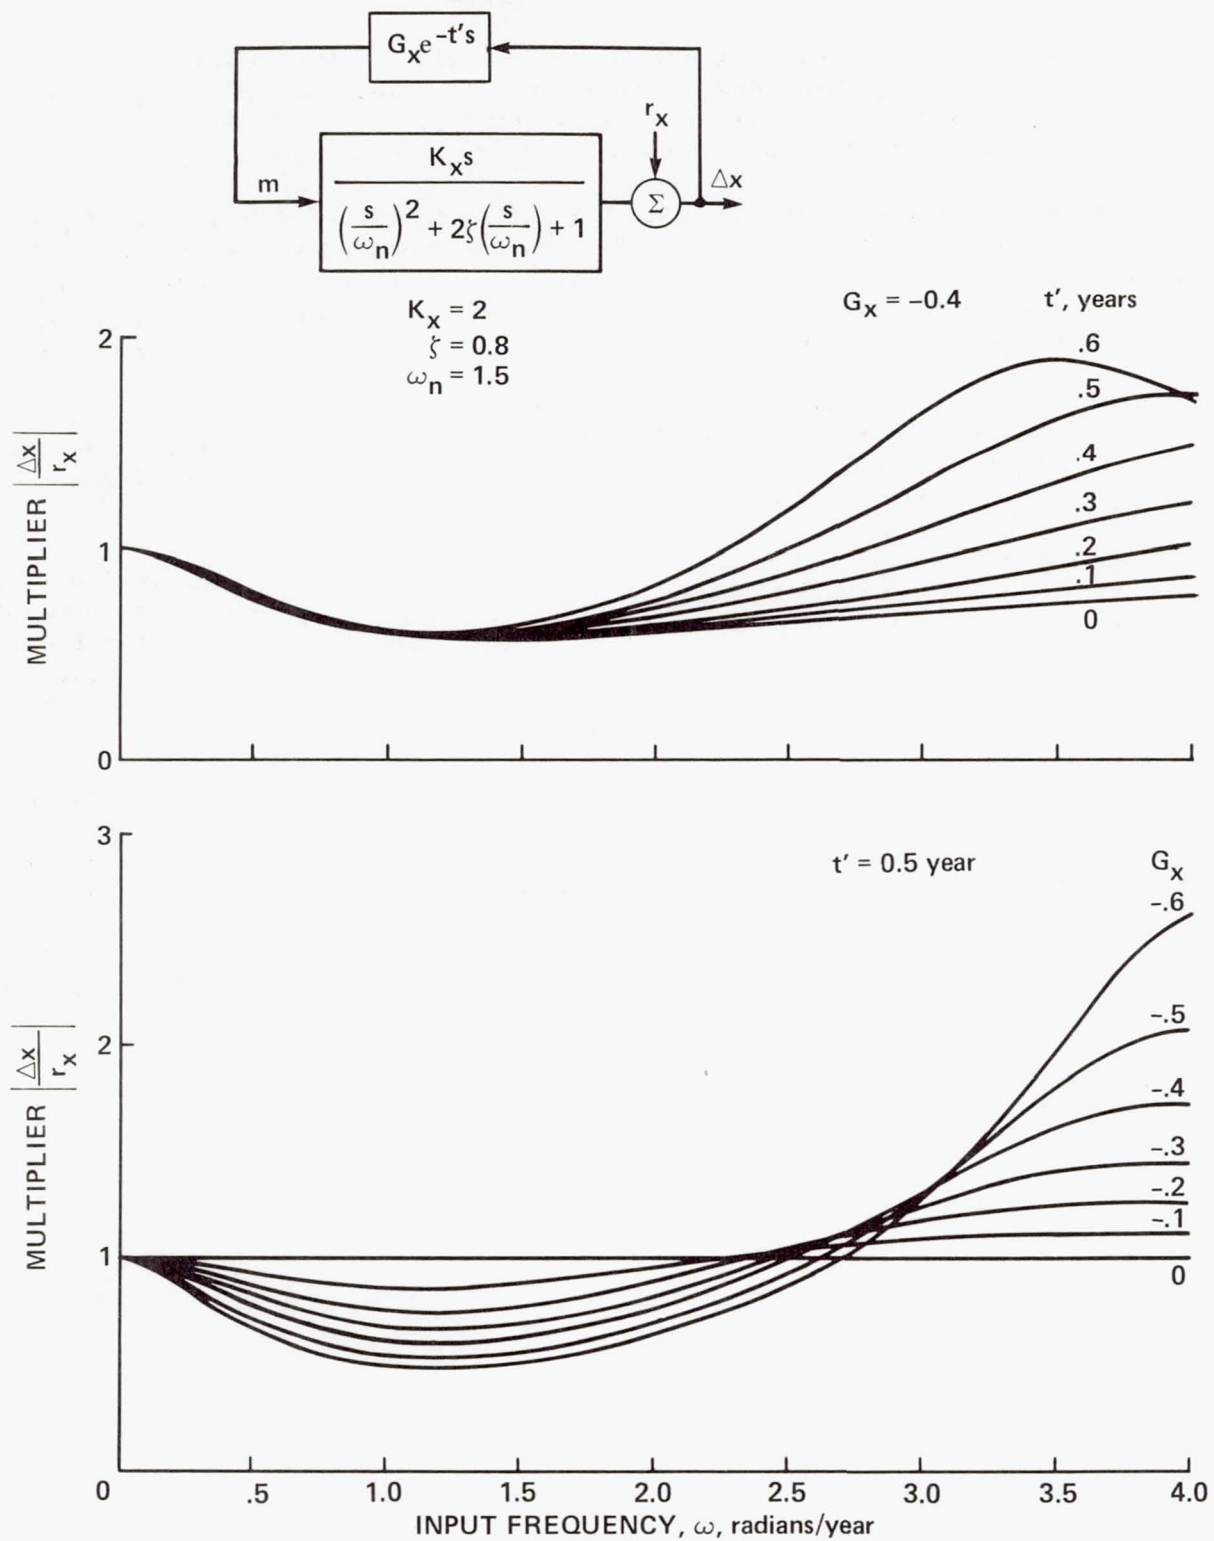 Gₓe⁻ᵗ'ˢ
rₓ
m
Kₓs
(s/ωₙ)² + 2ζ(s/ωₙ) + 1
Σ
Δx
Kₓ = 2
ζ = 0.8
ωₙ = 1.5
Gₓ = −0.4
t', years
.6
.5
.4
.3
.2
.1
0
2
1
0
MULTIPLIER |Δx/rₓ|
t' = 0.5 year
Gₓ
−.6
−.5
−.4
−.3
−.2
−.1
0
3
2
1
MULTIPLIER |Δx/rₓ|
0 .5 1.0 1.5 2.0 2.5 3.0 3.5 4.0
INPUT FREQUENCY, ω, radians/year